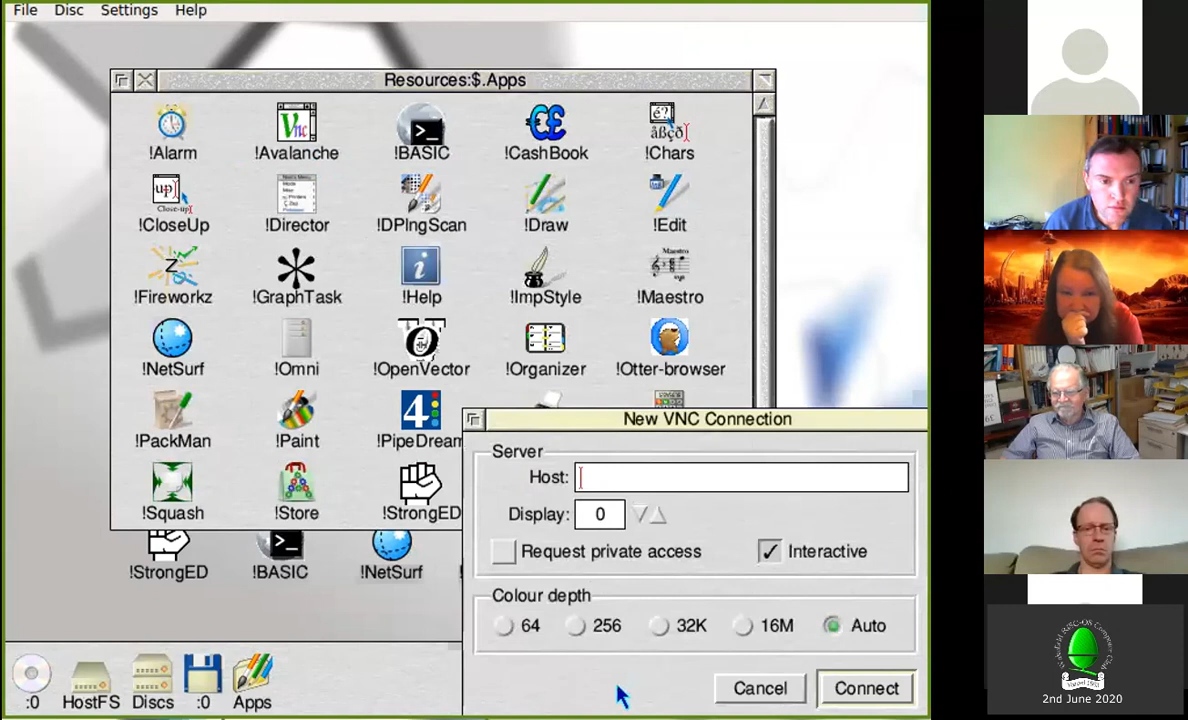 File Disc Settings Help
Resources:$.Apps
!Alarm !Avalanche !BASIC !CashBook !Chars
!CloseUp !Director !DPlngScan !Draw !Edit
!Fireworkz !GraphTask !Help !ImpStyle !Maestro
!NetSurf !Omni !OpenVector !Organizer !Otter-browser
!PackMan !Paint !PipeDream
!Squash !Store !StrongED
!StrongED !BASIC !NetSurf
:0 HostFS Discs :0 Apps
New VNC Connection
Server
Host:
Display: 0
Request private access Interactive
Colour depth
64 256 32K 16M Auto
Cancel Connect
2nd June 2020